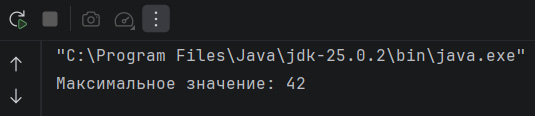 "C:\Program Files\Java\jdk-25.0.2\bin\java.exe"
Максимальное значение: 42